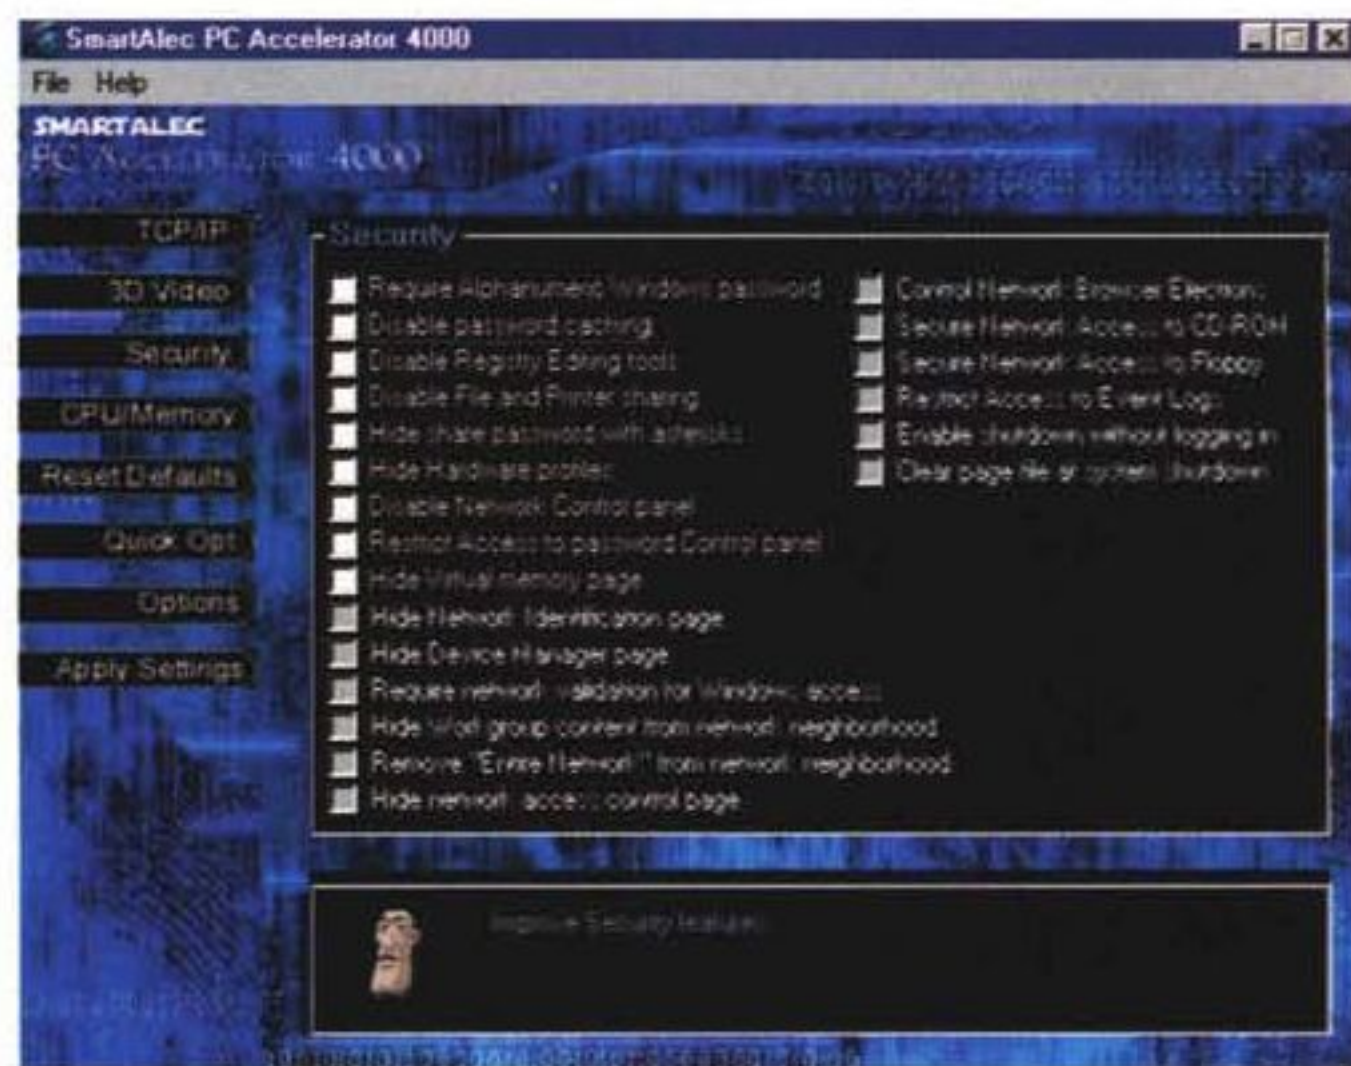 SmartAlec PC Accelerator 4000
File Help
SMARTALEC
PC Accelerator 4000
TCP/IP
3D Video
Security
CPU/Memory
Reset Defaults
Quick Opt
Options
Apply Settings
Security
Require Alphanumeric Windows password
Disable password caching
Disable Registry Editing tools
Disable File and Printer sharing
Hide share password with asterisks
Hide Hardware profiles
Disable Network Control panel
Restrict Access to password Control panel
Hide Virtual memory page
Hide Network Identification page
Hide Device Manager page
Require network validation for Windows access
Hide Workgroup content from network neighborhood
Remove "Entire Network" from network neighborhood
Hide network access control page
Control Network Browser Elections
Secure Network Access to CD-ROM
Secure Network Access to Floppy
Restrict Access to Event Logs
Enable shutdown without logging in
Clear page file at system shutdown
Improve Security features